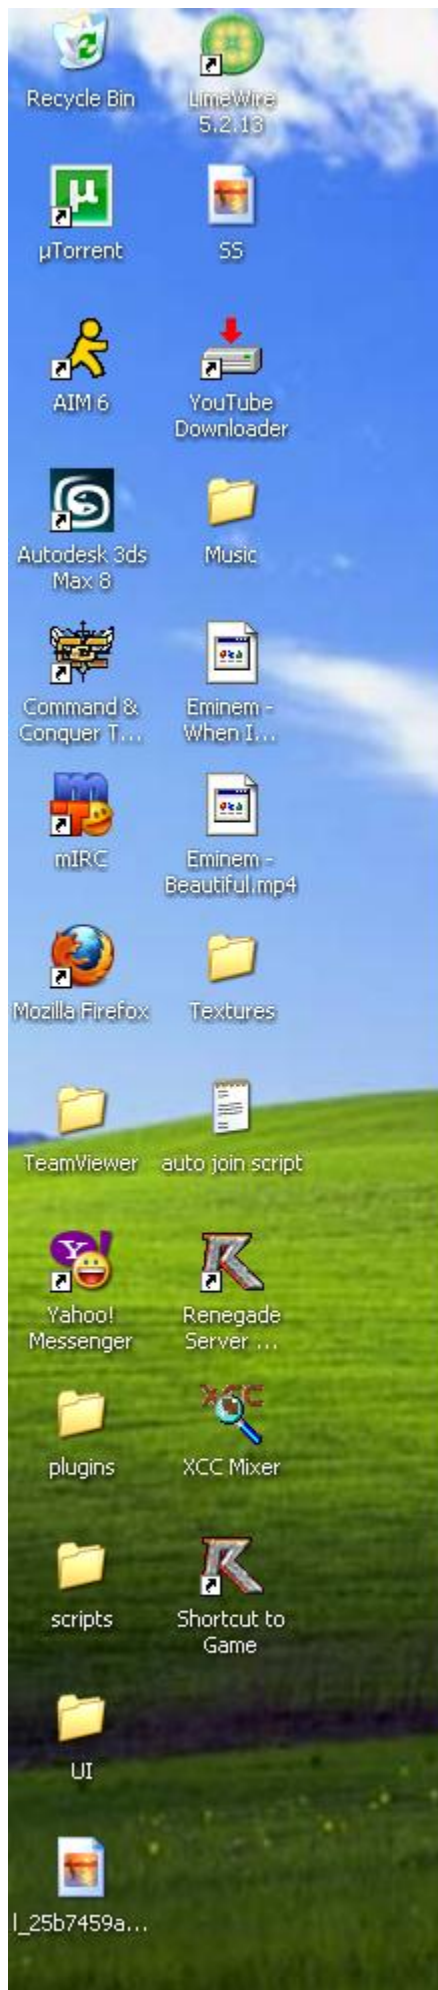 Recycle Bin
LimeWire
5.2.13
µTorrent
SS
AIM 6
YouTube
Downloader
Autodesk 3ds
Max 8
Music
Command &
Conquer T...
Eminem -
When I...
mIRC
Eminem -
Beautiful.mp4
Mozilla Firefox
Textures
TeamViewer
auto join script
Yahoo!
Messenger
Renegade
Server ...
plugins
XCC
XCC Mixer
scripts
Shortcut to
Game
UI
l_25b7459a...